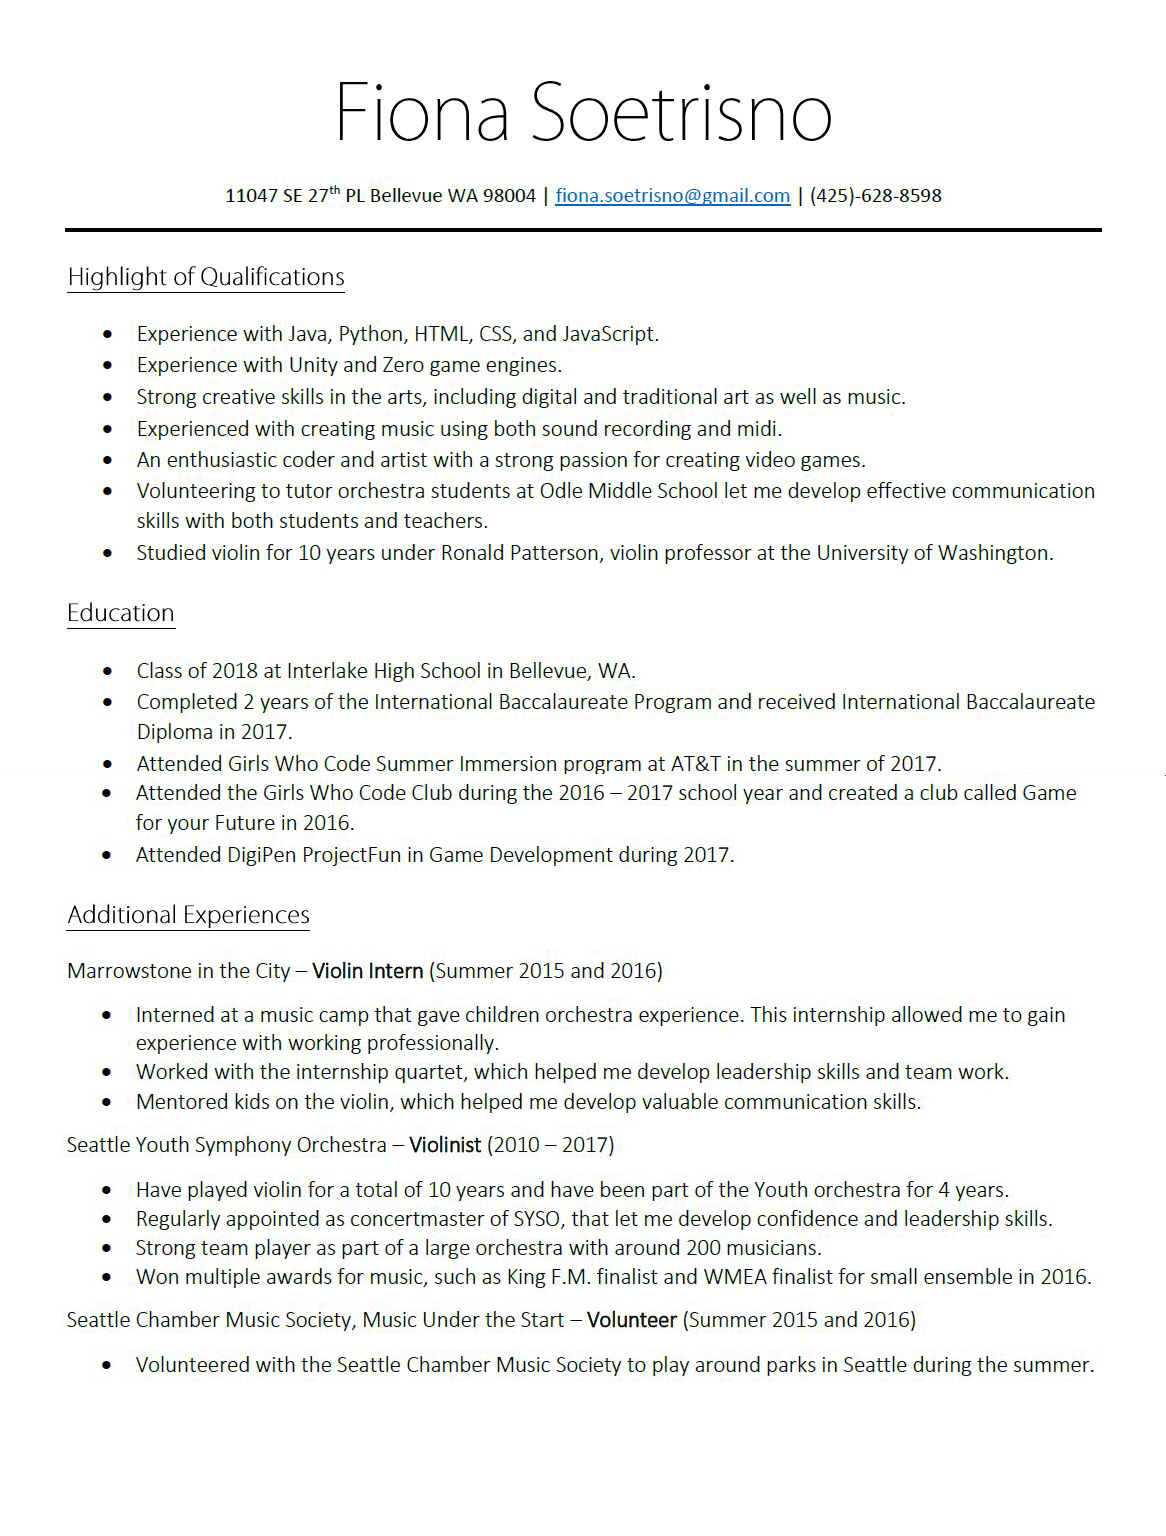 Fiona Soetrisno
11047 SE 27th PL Bellevue WA 98004 | fiona.soetrisno@gmail.com | (425)-628-8598
Highlight of Qualifications
• Experience with Java, Python, HTML, CSS, and JavaScript.
• Experience with Unity and Zero game engines.
• Strong creative skills in the arts, including digital and traditional art as well as music.
• Experienced with creating music using both sound recording and midi.
• An enthusiastic coder and artist with a strong passion for creating video games.
• Volunteering to tutor orchestra students at Odle Middle School let me develop effective communication
skills with both students and teachers.
• Studied violin for 10 years under Ronald Patterson, violin professor at the University of Washington.
Education
• Class of 2018 at Interlake High School in Bellevue, WA.
• Completed 2 years of the International Baccalaureate Program and received International Baccalaureate
Diploma in 2017.
• Attended Girls Who Code Summer Immersion program at AT&T in the summer of 2017.
• Attended the Girls Who Code Club during the 2016 – 2017 school year and created a club called Game
for your Future in 2016.
• Attended DigiPen ProjectFun in Game Development during 2017.
Additional Experiences
Marrowstone in the City – Violin Intern (Summer 2015 and 2016)
• Interned at a music camp that gave children orchestra experience. This internship allowed me to gain
experience with working professionally.
• Worked with the internship quartet, which helped me develop leadership skills and team work.
• Mentored kids on the violin, which helped me develop valuable communication skills.
Seattle Youth Symphony Orchestra – Violinist (2010 – 2017)
• Have played violin for a total of 10 years and have been part of the Youth orchestra for 4 years.
• Regularly appointed as concertmaster of SYSO, that let me develop confidence and leadership skills.
• Strong team player as part of a large orchestra with around 200 musicians.
• Won multiple awards for music, such as King F.M. finalist and WMEA finalist for small ensemble in 2016.
Seattle Chamber Music Society, Music Under the Start – Volunteer (Summer 2015 and 2016)
• Volunteered with the Seattle Chamber Music Society to play around parks in Seattle during the summer.